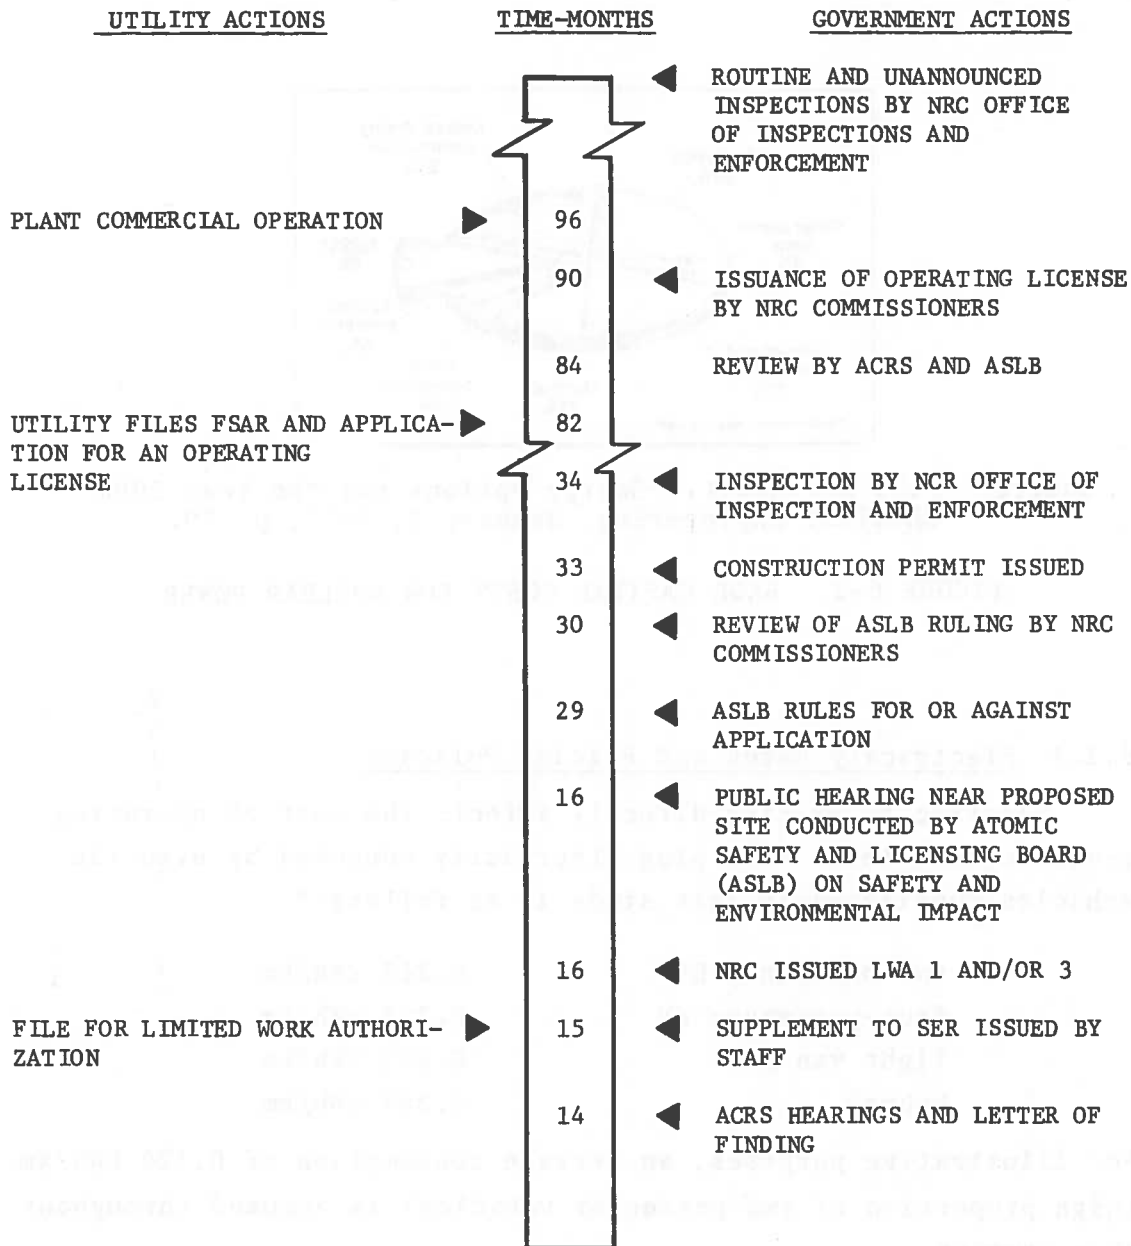 UTILITY ACTIONS TIME-MONTHS GOVERNMENT ACTIONS
ROUTINE AND UNANNOUNCED
INSPECTIONS BY NRC OFFICE
OF INSPECTIONS AND
ENFORCEMENT
PLANT COMMERCIAL OPERATION 96
90 ISSUANCE OF OPERATING LICENSE
BY NRC COMMISSIONERS
84 REVIEW BY ACRS AND ASLB
UTILITY FILES FSAR AND APPLICA- 82
TION FOR AN OPERATING
LICENSE
34 INSPECTION BY NCR OFFICE OF
INSPECTION AND ENFORCEMENT
33 CONSTRUCTION PERMIT ISSUED
30 REVIEW OF ASLB RULING BY NRC
COMMISSIONERS
29 ASLB RULES FOR OR AGAINST
APPLICATION
16 PUBLIC HEARING NEAR PROPOSED
SITE CONDUCTED BY ATOMIC
SAFETY AND LICENSING BOARD
(ASLB) ON SAFETY AND
ENVIRONMENTAL IMPACT
16 NRC ISSUED LWA 1 AND/OR 3
FILE FOR LIMITED WORK AUTHORI- 15 SUPPLEMENT TO SER ISSUED BY
ZATION STAFF
14 ACRS HEARINGS AND LETTER OF
FINDING